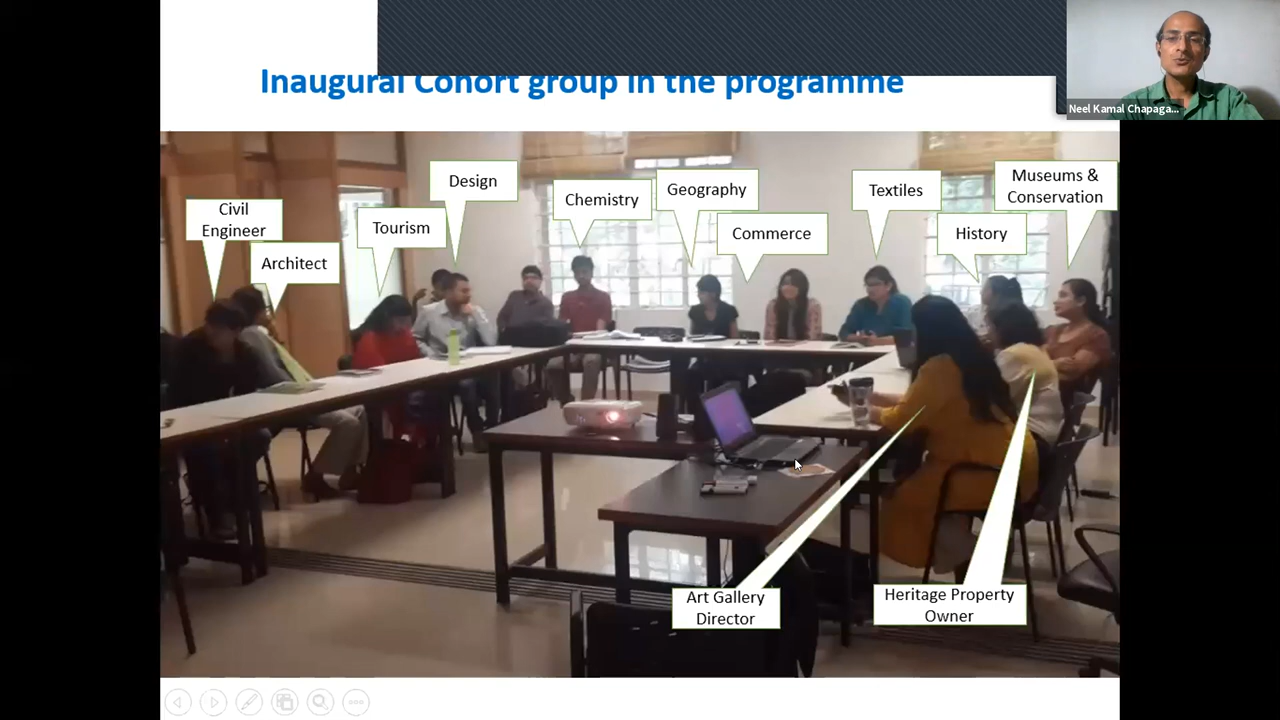 Inaugural Cohort group in the programme
Neel Kamal Chapaga...
Civil
Engineer
Architect
Tourism
Design
Chemistry
Geography
Commerce
Textiles
History
Museums &
Conservation
Art Gallery
Director
Heritage Property
Owner